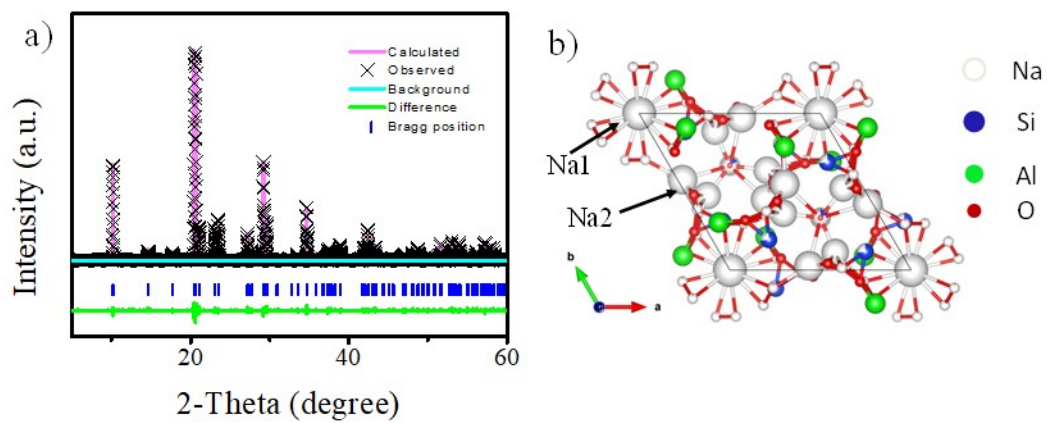 a)
Intensity (a.u.)
Calculated
Observed
Background
Difference
Bragg position
20
40
60
2-Theta (degree)
b)
Na1
Na2
b
c
a
Na
Si
Al
O